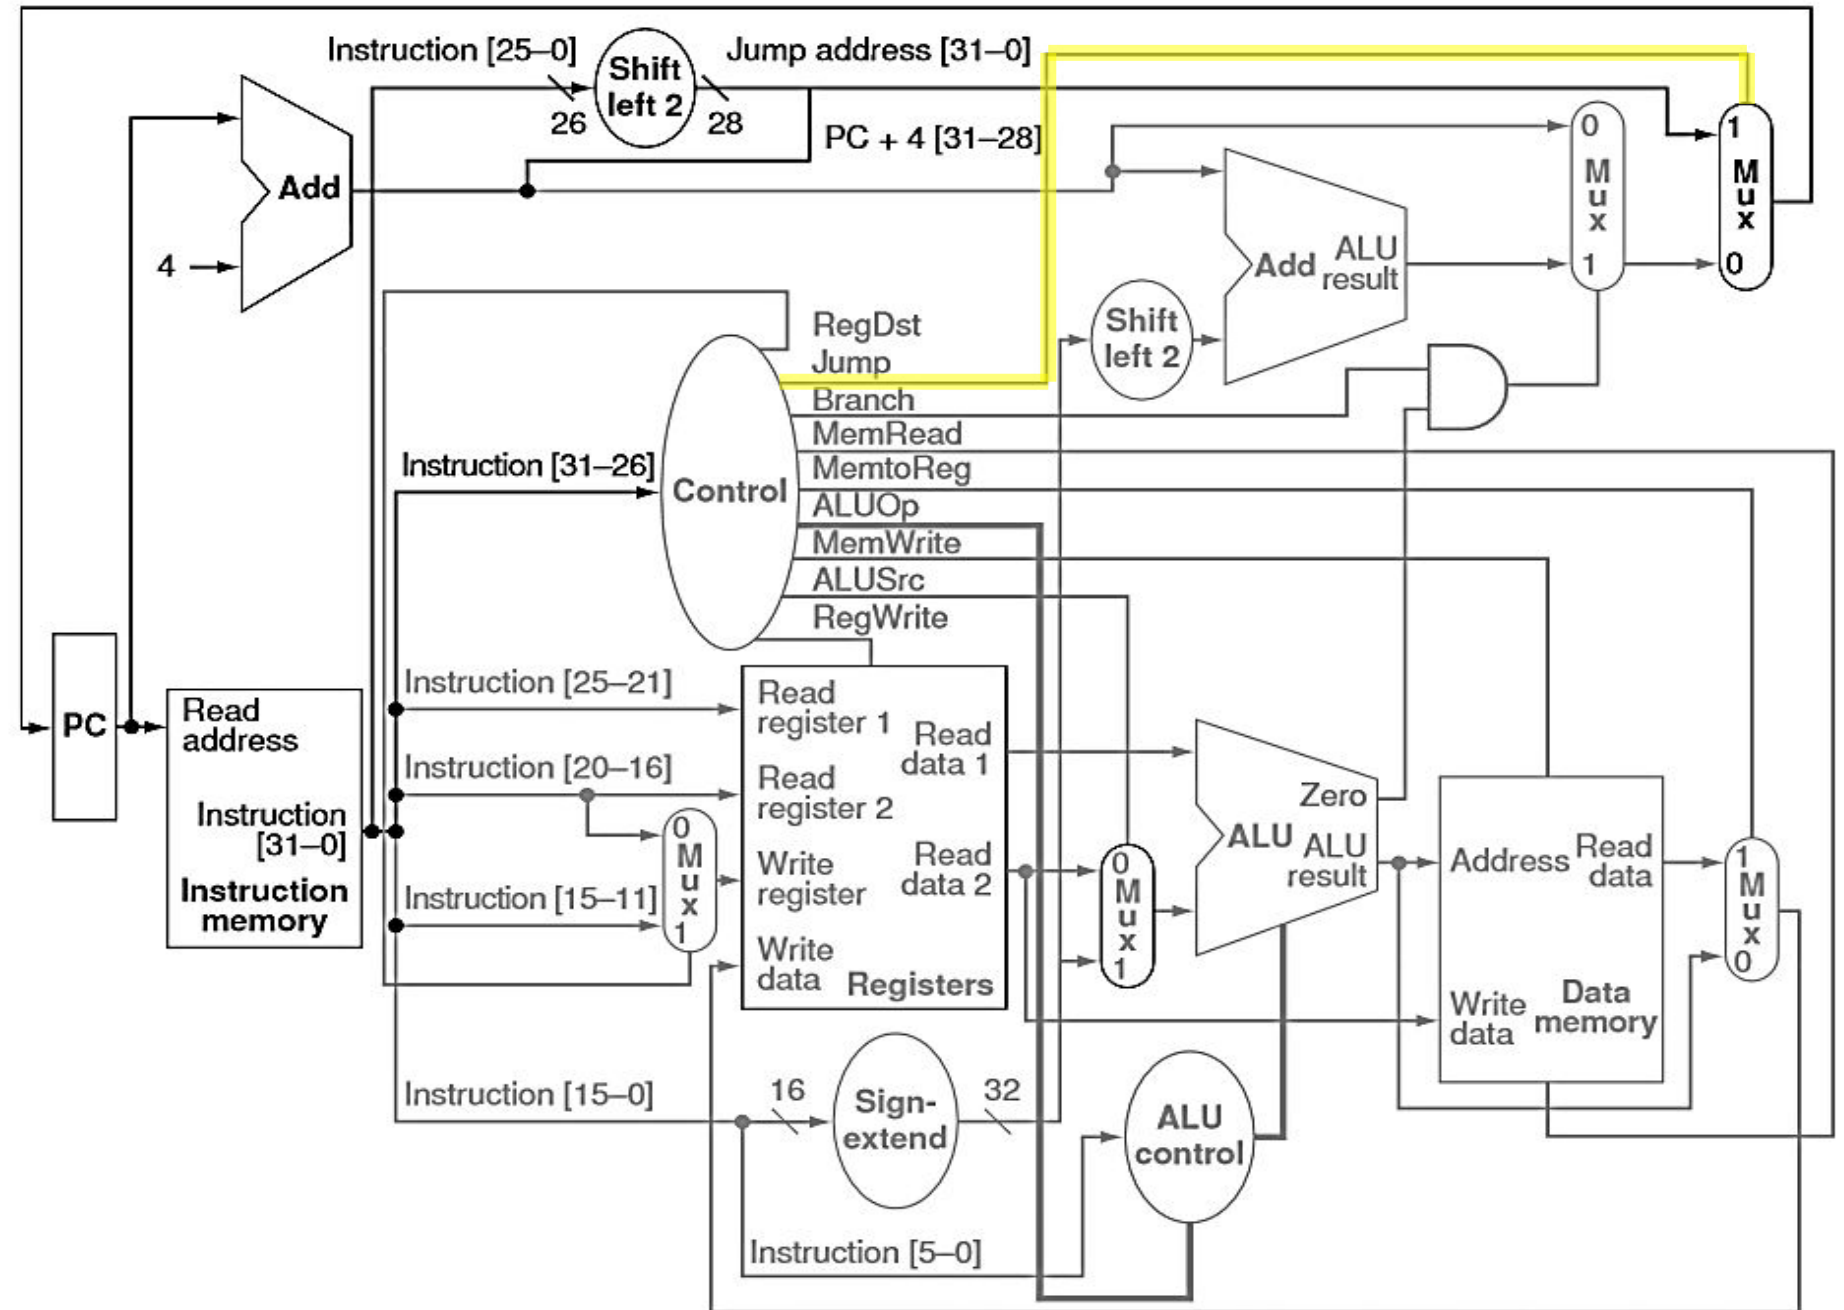 Instruction [25–0]
Shift
left 2
Jump address [31–0]
26
28
PC + 4 [31–28]
Add
4
0
M
u
x
1
1
M
u
x
0
Add
ALU
result
Shift
left 2
RegDst
Jump
Branch
MemRead
MemtoReg
ALUOp
MemWrite
ALUSrc
RegWrite
Control
Instruction [31–26]
PC
Read
address
Instruction
[31–0]
Instruction
memory
Instruction [25–21]
Instruction [20–16]
Instruction [15–11]
0
M
u
x
1
Read
register 1
Read
register 2
Write
register
Write
data
Read
data 1
Read
data 2
Registers
0
M
u
x
1
Zero
ALU
ALU
result
Address
Read
data
Write
data
Data
memory
1
M
u
x
0
Instruction [15–0]
16
Sign-
extend
32
ALU
control
Instruction [5–0]